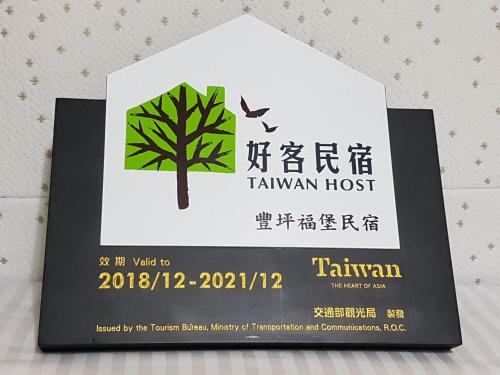 好客民宿
TAIWAN HOST
豐坪福堡民宿
效期 Valid to
2018/12-2021/12
Taiwan
THE HEART OF ASIA
交通部觀光局 製發
Issued by the Tourism Bureau, Ministry of Transportation and Communications, R.O.C.